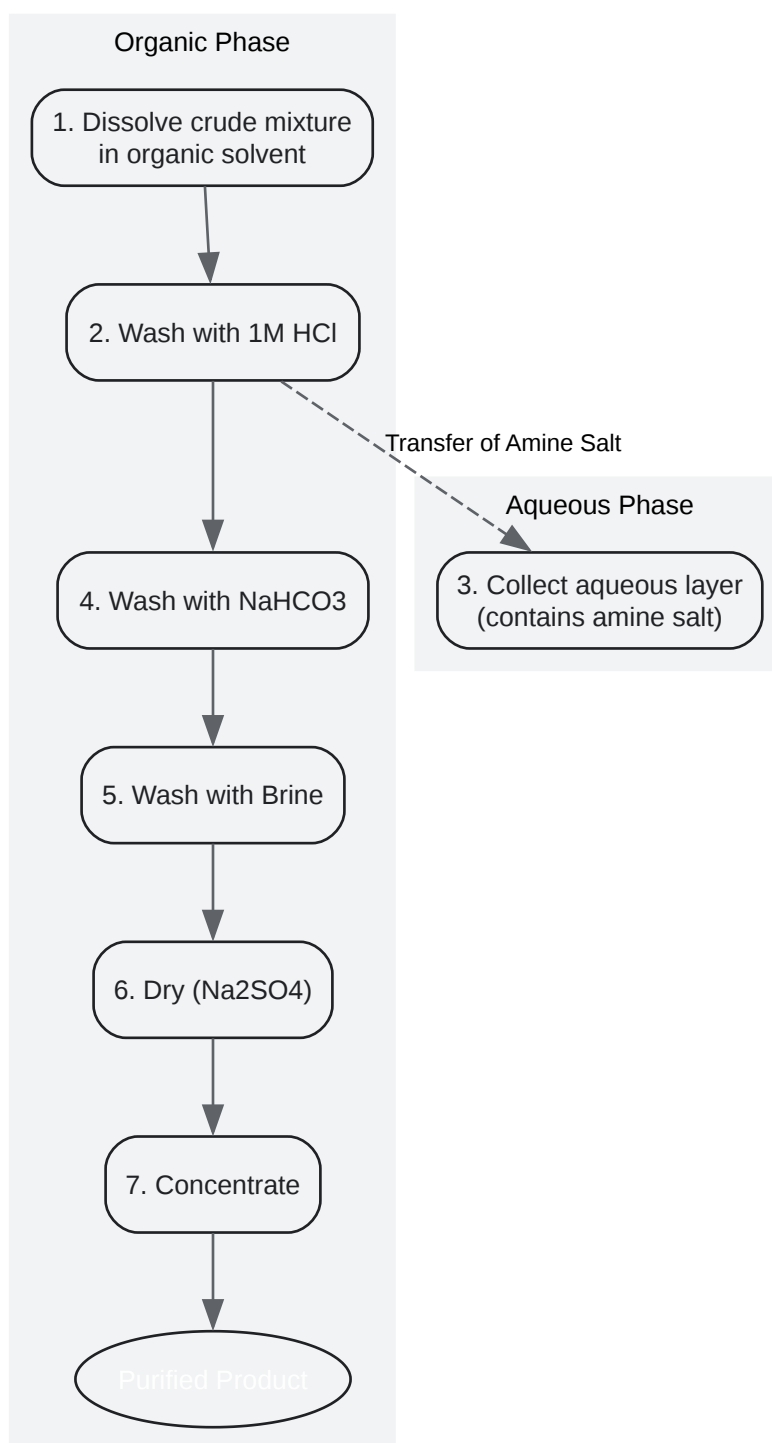 Organic Phase
1. Dissolve crude mixture
in organic solvent
2. Wash with 1M HCl
Transfer of Amine Salt
Aqueous Phase
3. Collect aqueous layer
(contains amine salt)
4. Wash with NaHCO3
5. Wash with Brine
6. Dry (Na2SO4)
7. Concentrate
Purified Product